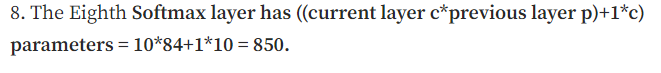 8. The Eighth Softmax layer has ((current layer c*previous layer p)+1*c)
parameters = 10*84+1*10 = 850.